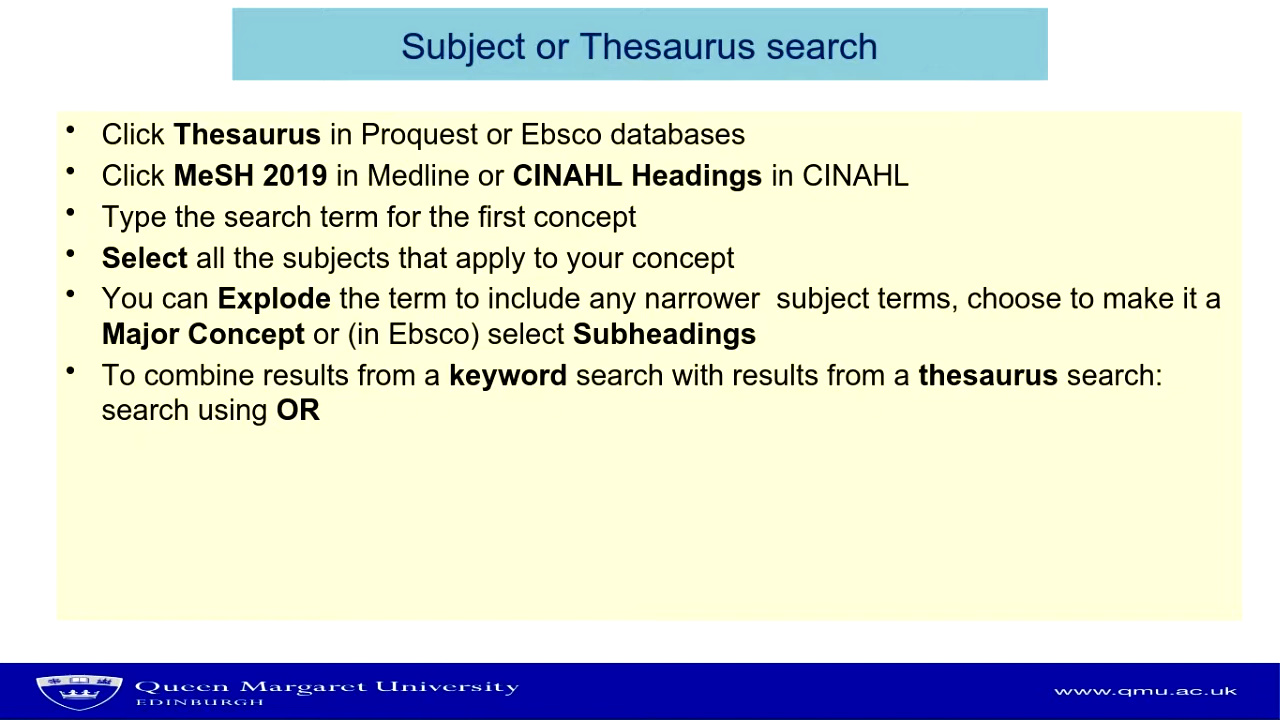 Subject or Thesaurus search
• Click Thesaurus in Proquest or Ebsco databases
• Click MeSH 2019 in Medline or CINAHL Headings in CINAHL
• Type the search term for the first concept
• Select all the subjects that apply to your concept
• You can Explode the term to include any narrower  subject terms, choose to make it a
Major Concept or (in Ebsco) select Subheadings
• To combine results from a keyword search with results from a thesaurus search:
search using OR
Queen Margaret University
EDINBURGH
www.qmu.ac.uk